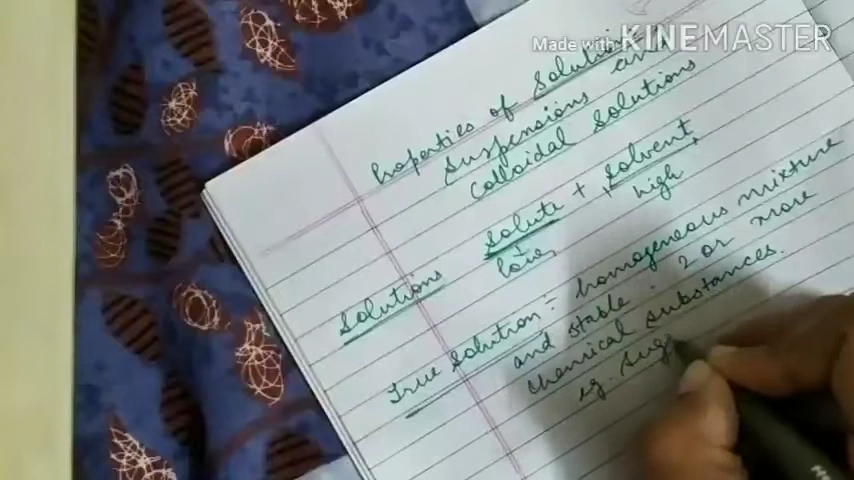 Made with KINEMASTER
Properties of Solutions
Suspensions and
Colloidal Solutions
Solute + Solvent
low high
Solutions
True Solution = homogeneous mixture
and stable. 2 or more
chemical substances.
eg. Sug